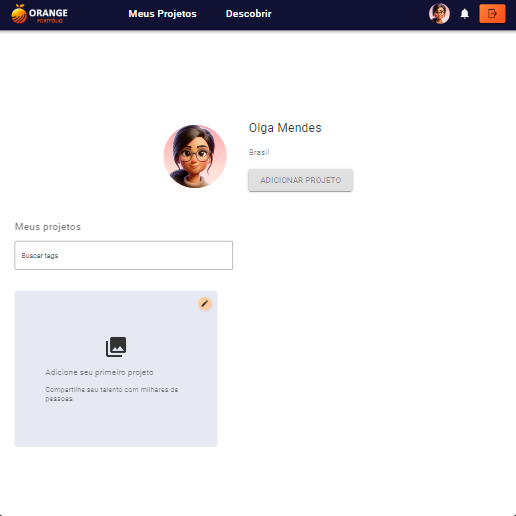 ORANGE
PORTFÓLIO
Meus Projetos
Descobrir
Olga Mendes
Brasil
ADICIONAR PROJETO
Meus projetos
Buscar tags
Adicione seu primeiro projeto
Compartilhe seu talento com milhares de
pessoas